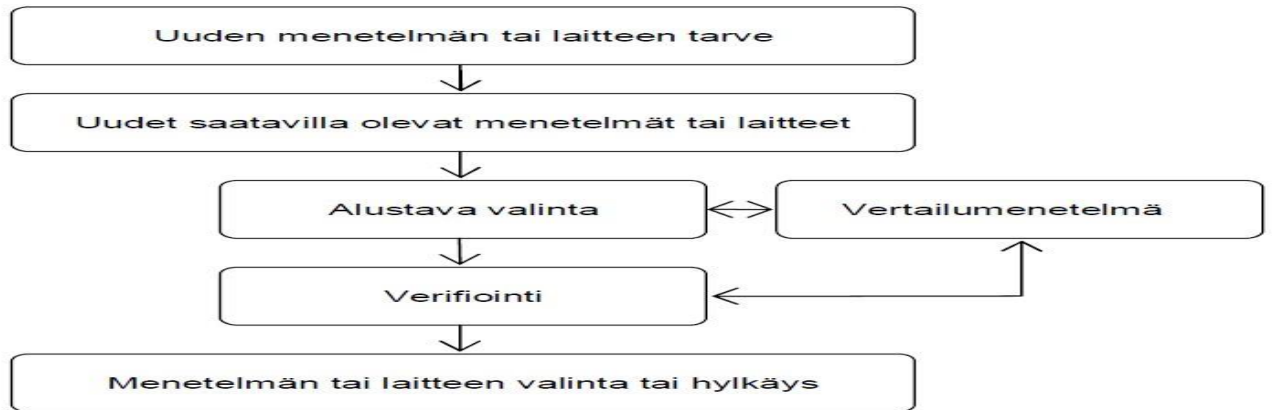 Uuden menetelmän tai laitteen tarve
Uudet saatavilla olevat menetelmät tai laitteet
Alustava valinta
Vertailumenetelmä
Verifiointi
Menetelmän tai laitteen valinta tai hylkäys